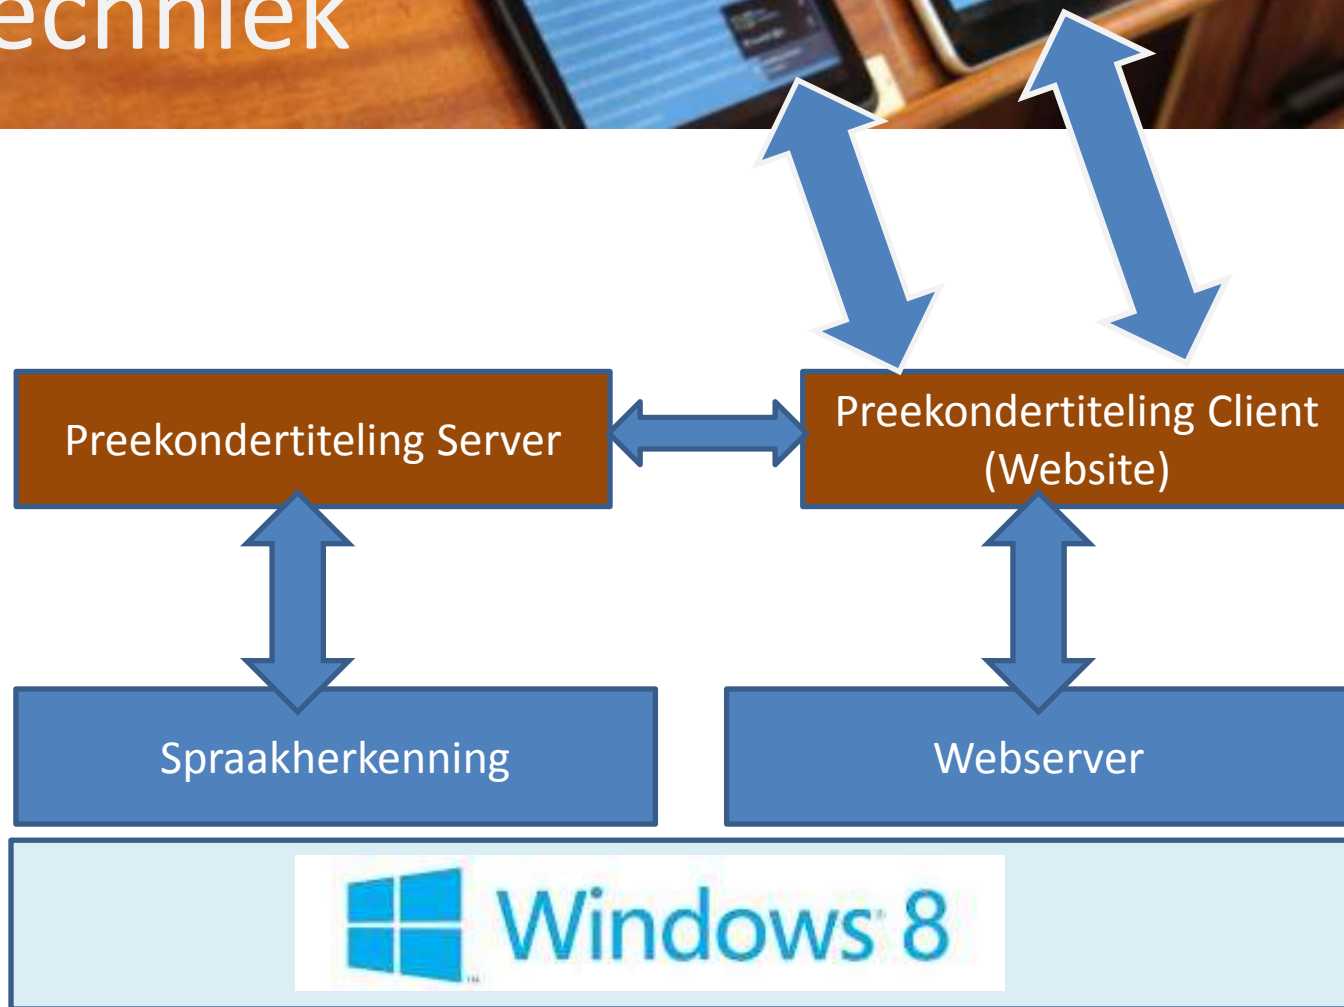 echniek
Preekondertiteling Server
Preekondertiteling Client
(Website)
Spraakherkenning
Webserver
Windows 8